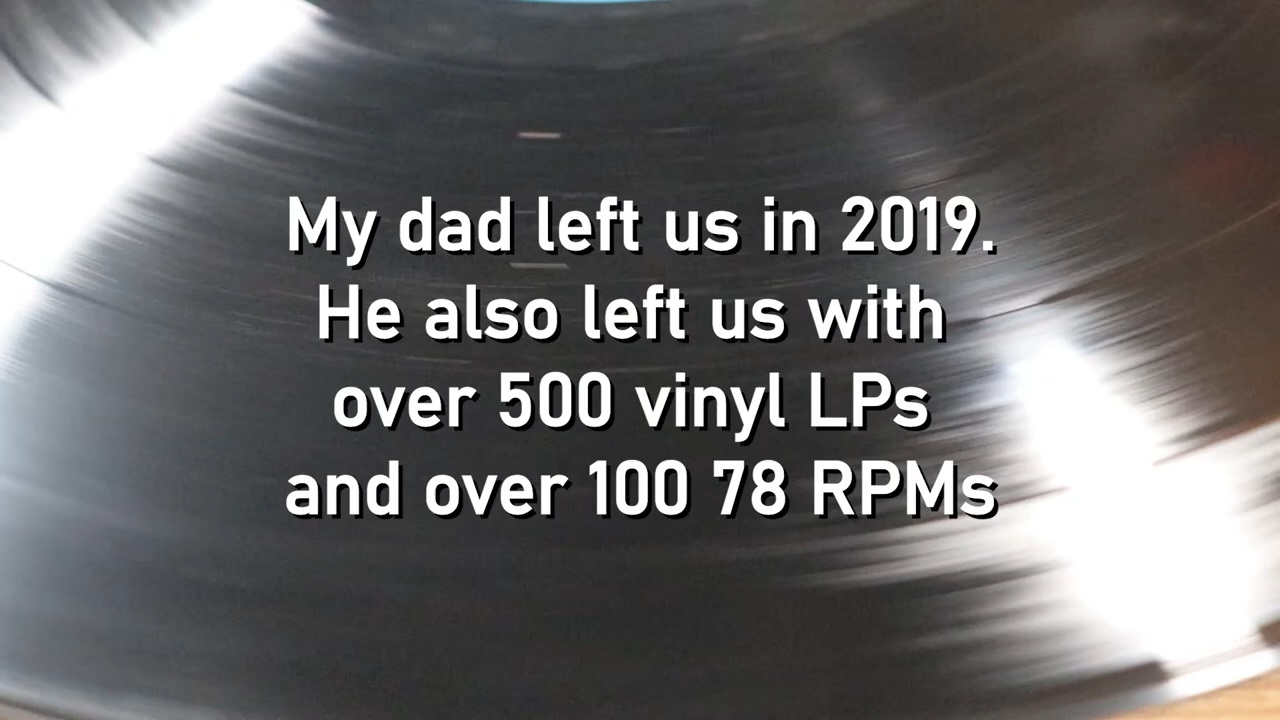 My dad left us in 2019.
He also left us with
over 500 vinyl LPs
and over 100 78 RPMs